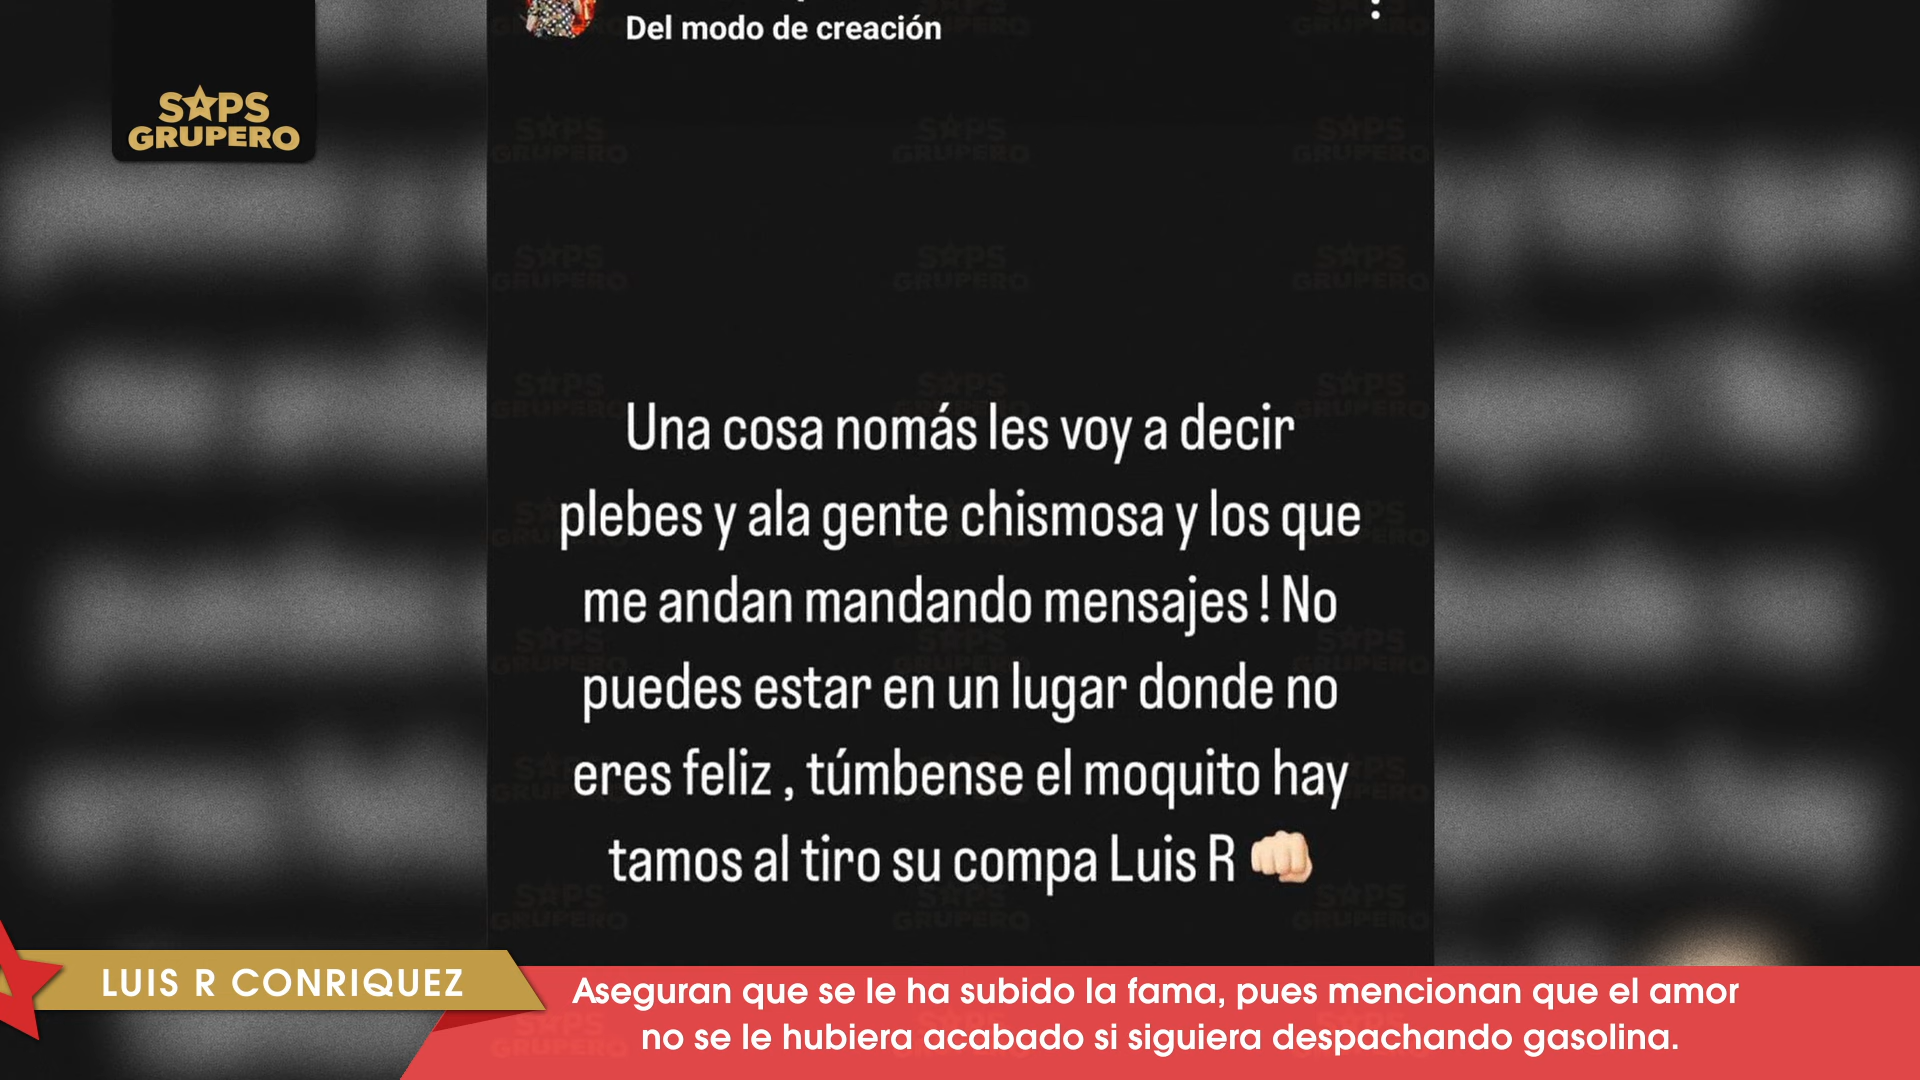 Del modo de creación
SAPS
GRUPERO
Una cosa nomás les voy a decir
plebes y ala gente chismosa y los que
me andan mandando mensajes ! No
puedes estar en un lugar donde no
eres feliz , túmbense el moquito hay
tamos al tiro su compa Luis R 👊🏻
LUIS R CONRIQUEZ
Aseguran que se le ha subido la fama, pues mencionan que el amor
no se le hubiera acabado si siguiera despachando gasolina.